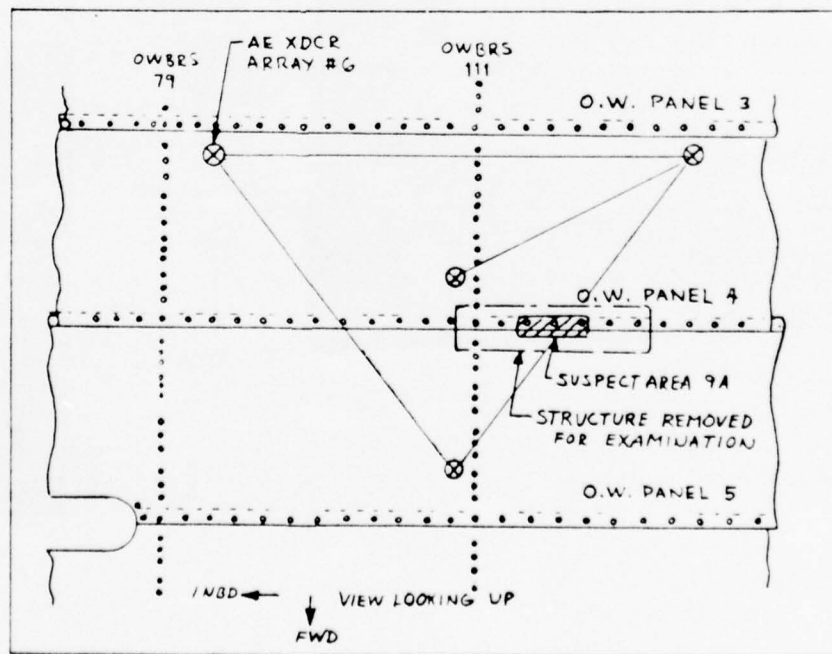 OWBRS
79
AE XDCR
ARRAY #6
OWBRS
111
O.W. PANEL 3
O.W. PANEL 4
SUSPECT AREA 9A
STRUCTURE REMOVED
FOR EXAMINATION
O.W. PANEL 5
INBD
VIEW LOOKING UP
FWD